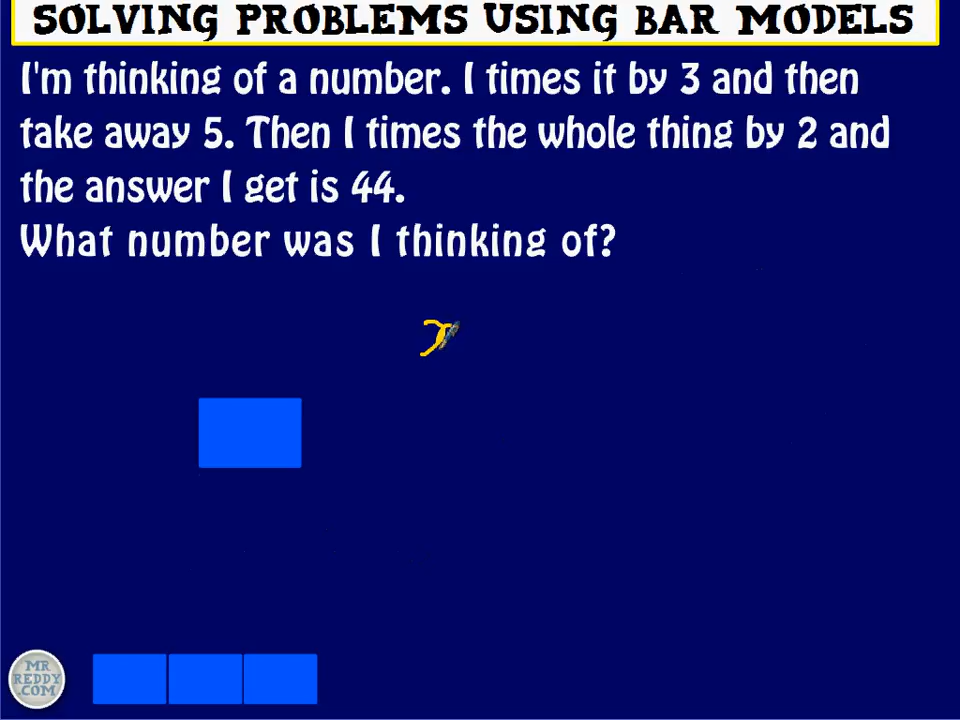 SOLVING PROBLEMS USING BAR MODELS
I'm thinking of a number. I times it by 3 and then
take away 5. Then I times the whole thing by 2 and
the answer I get is 44.
What number was I thinking of?
x
MR
REDDY
.COM